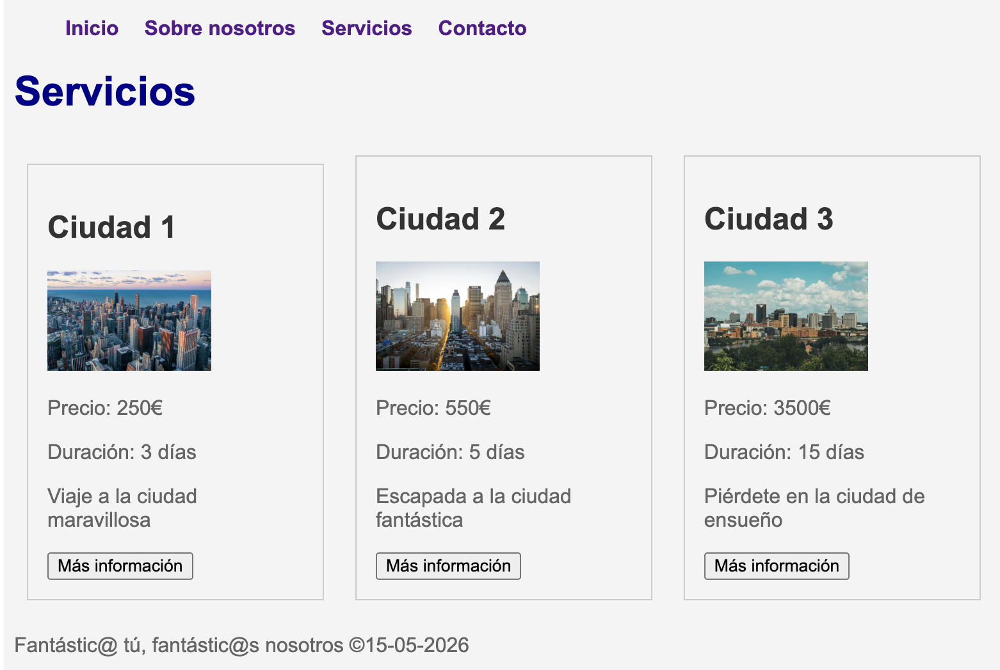 Inicio Sobre nosotros Servicios Contacto
Servicios
Ciudad 1
Precio: 250€
Duración: 3 días
Viaje a la ciudad
maravillosa
Más información
Ciudad 2
Precio: 550€
Duración: 5 días
Escapada a la ciudad
fantástica
Más información
Ciudad 3
Precio: 3500€
Duración: 15 días
Piérdete en la ciudad de
ensueño
Más información
Fantástic@ tú, fantástic@s nosotros ©15-05-2026